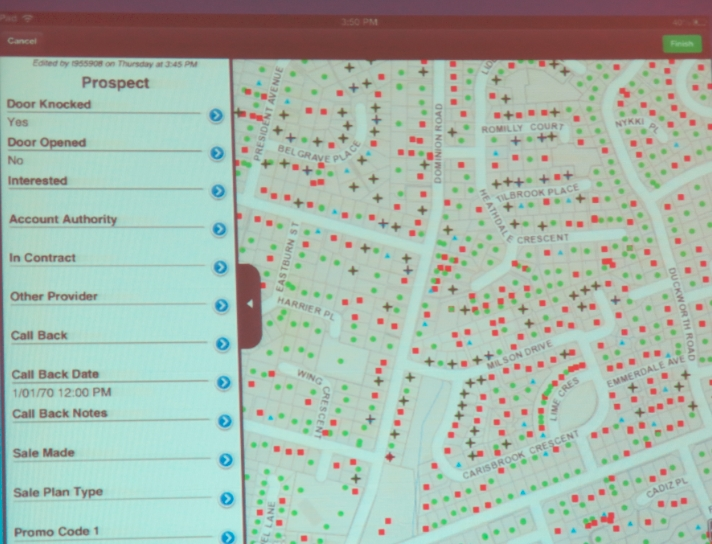 iPad
3:50 PM
Cancel
Finish
Edited by t955908 on Thursday at 3:45 PM
Prospect
Door Knocked
Yes
Door Opened
No
Interested
Account Authority
In Contract
Other Provider
Call Back
Call Back Date
1/01/70 12:00 PM
Call Back Notes
Sale Made
Sale Plan Type
Promo Code 1
PRESIDENT AVENUE
BELGRAVE PLACE
DOMINION ROAD
ROMILLY COURT
NYKKI PL
TILBROOK PLACE
HEATHDALE CRESCENT
EASTBURN ST
HARRIER PL
WING CRESCENT
MILSON DRIVE
DUCKWORTH ROAD
LIME CRES
EMMERDALE AVE
CARISBROOK CRESCENT
CADIZ PL
LANE